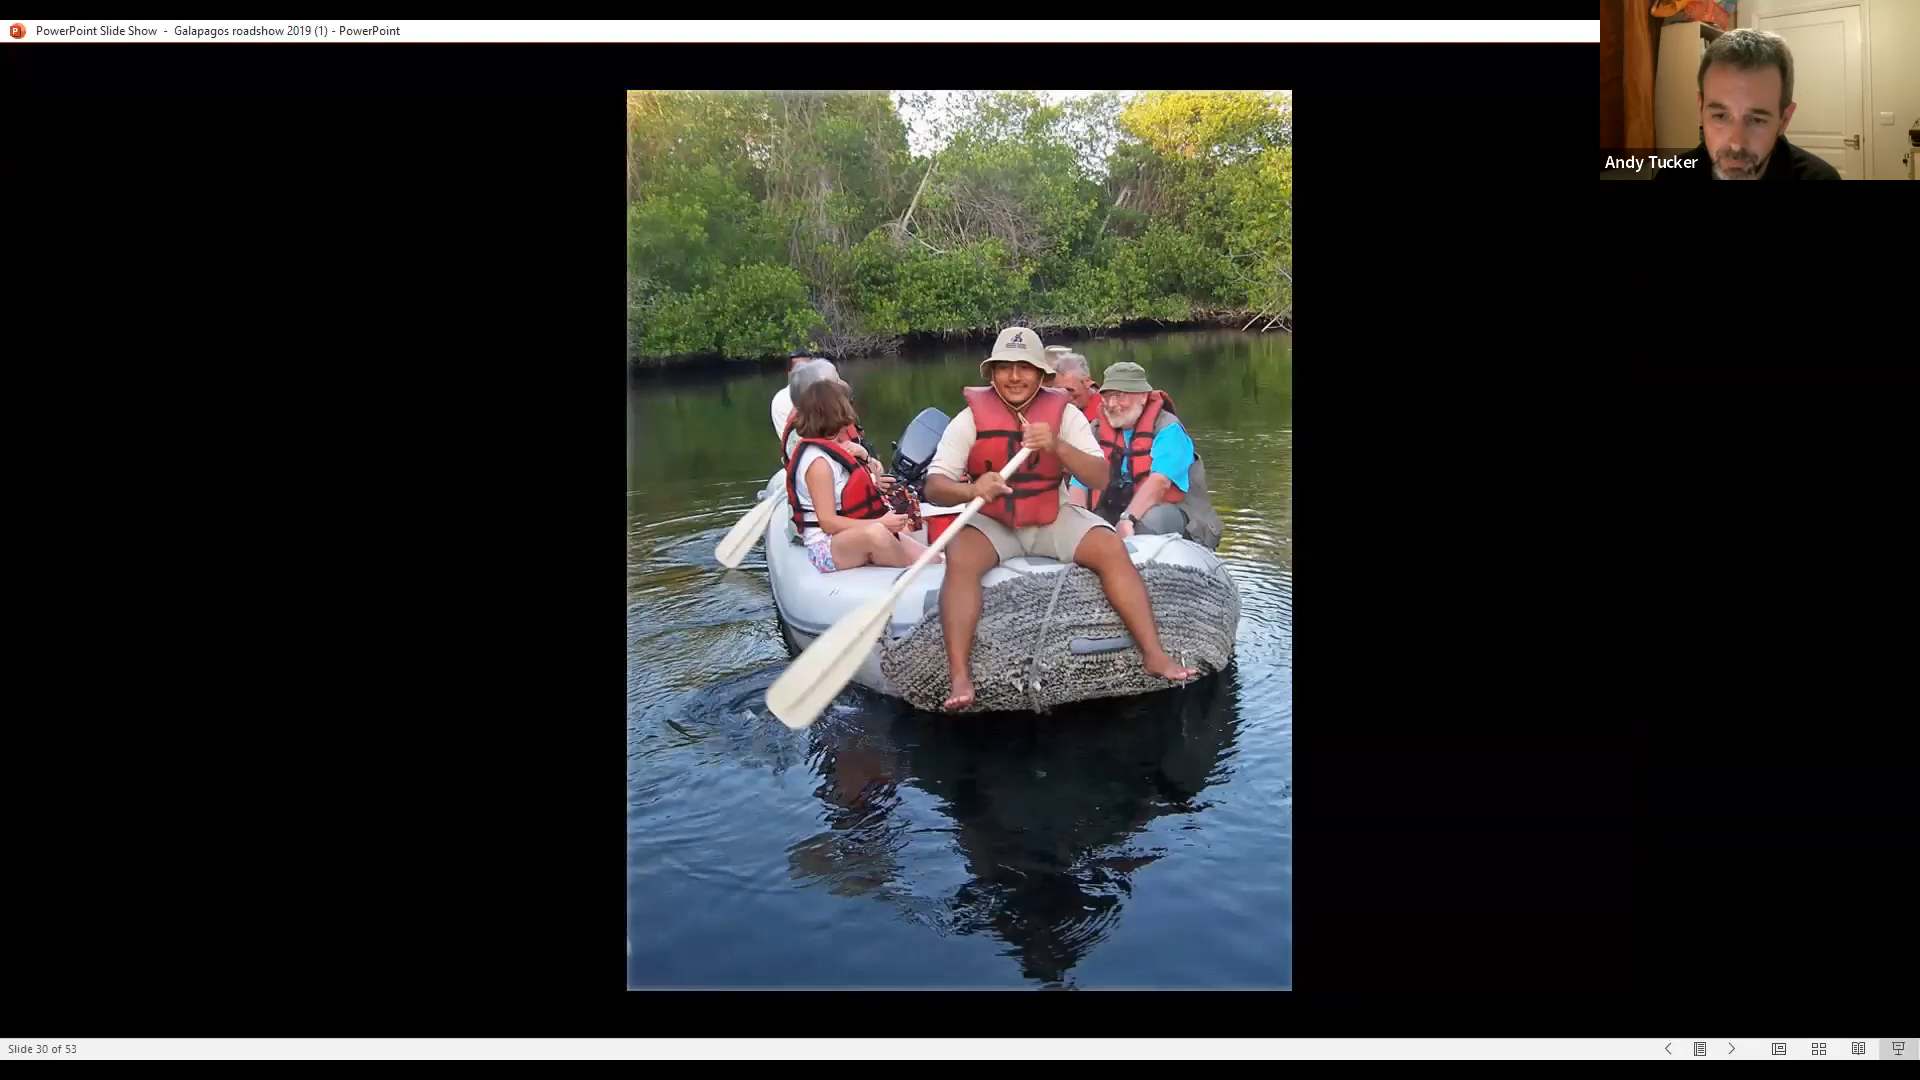 PowerPoint Slide Show - Galapagos roadshow 2019 (1) - PowerPoint
Andy Tucker
Slide 30 of 53